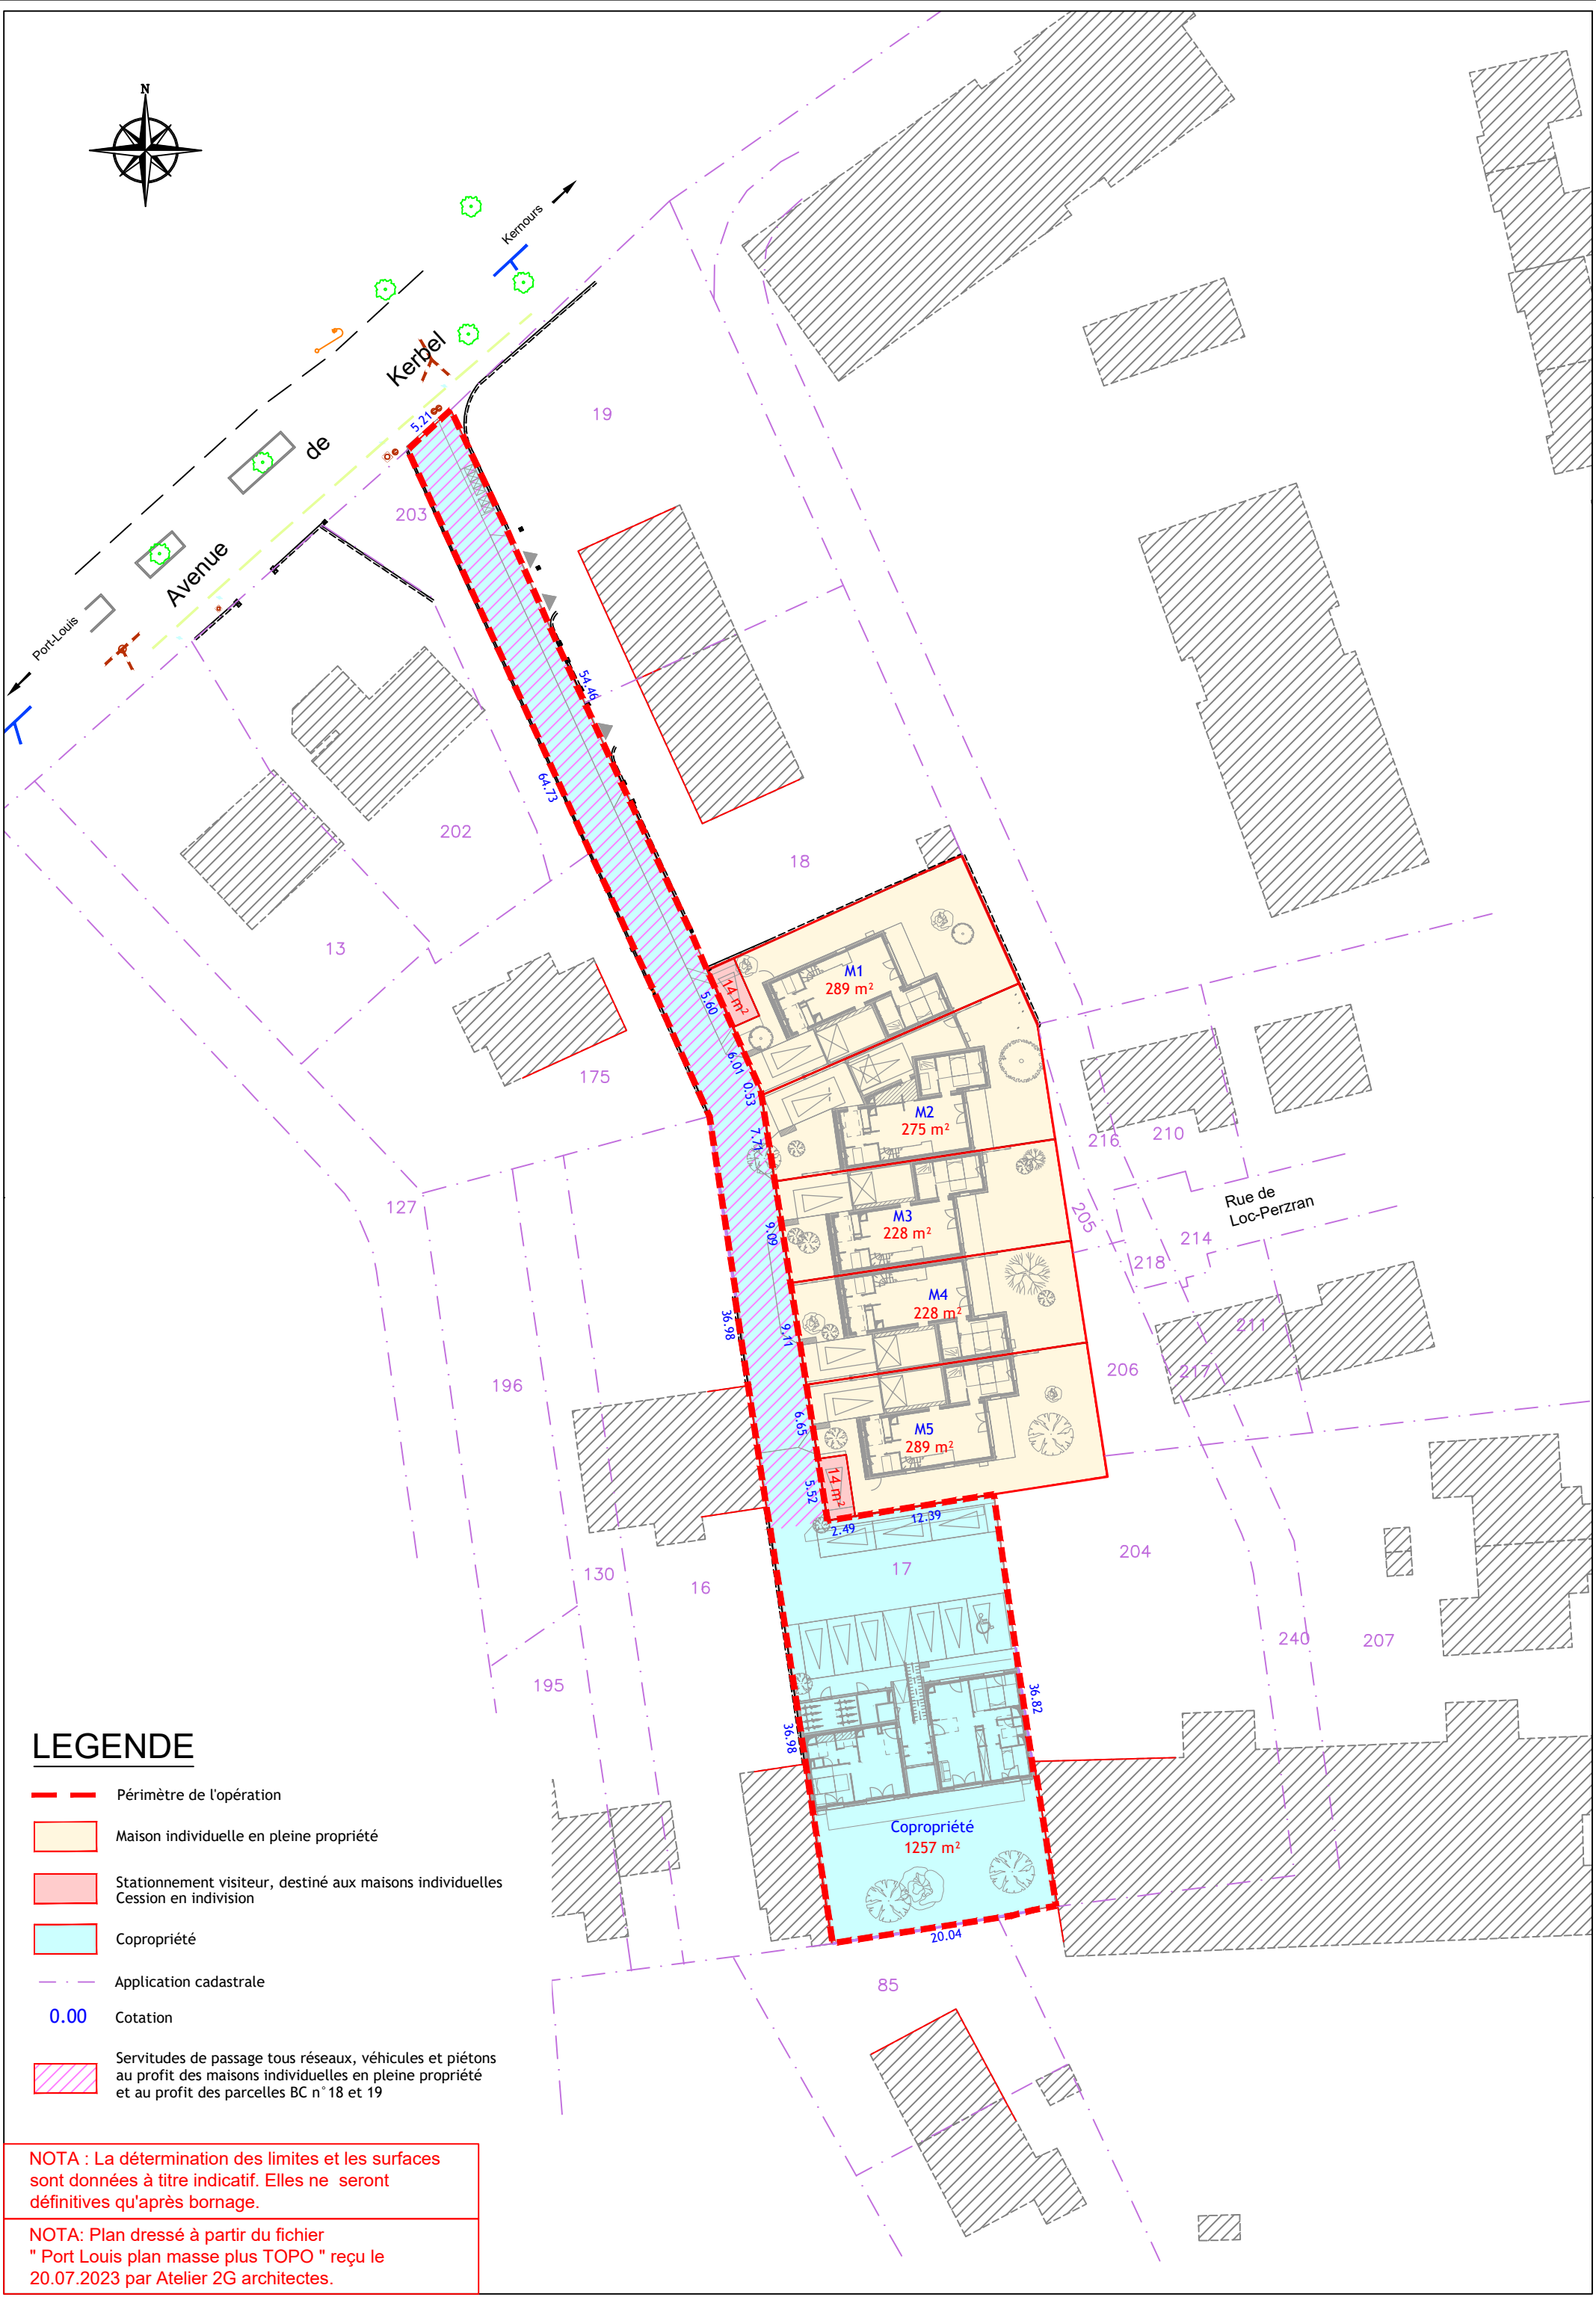 N
Kernours
Kerbel
de
Avenue
Port-Louis
5.21
19
203
54.46
64.73
202
18
13
M1
289 m²
14 m²
5.60
6.01
0.53
175
M2
275 m²
7.71
216
210
127
M3
228 m²
9.09
205
Rue de
Loc-Perzran
214
218
M4
228 m²
36.98
9.11
211
206
217
196
M5
289 m²
6.65
14 m²
5.52
2.49
12.39
17
204
130
16
240
207
195
36.82
36.98
Copropriété
1257 m²
20.04
85
LEGENDE
Périmètre de l'opération
Maison individuelle en pleine propriété
Stationnement visiteur, destiné aux maisons individuelles
Cession en indivision
Copropriété
Application cadastrale
0.00 Cotation
Servitudes de passage tous réseaux, véhicules et piétons
au profit des maisons individuelles en pleine propriété
et au profit des parcelles BC n°18 et 19
NOTA : La détermination des limites et les surfaces
sont données à titre indicatif. Elles ne seront
définitives qu'après bornage.
NOTA: Plan dressé à partir du fichier
" Port Louis plan masse plus TOPO " reçu le
20.07.2023 par Atelier 2G architectes.